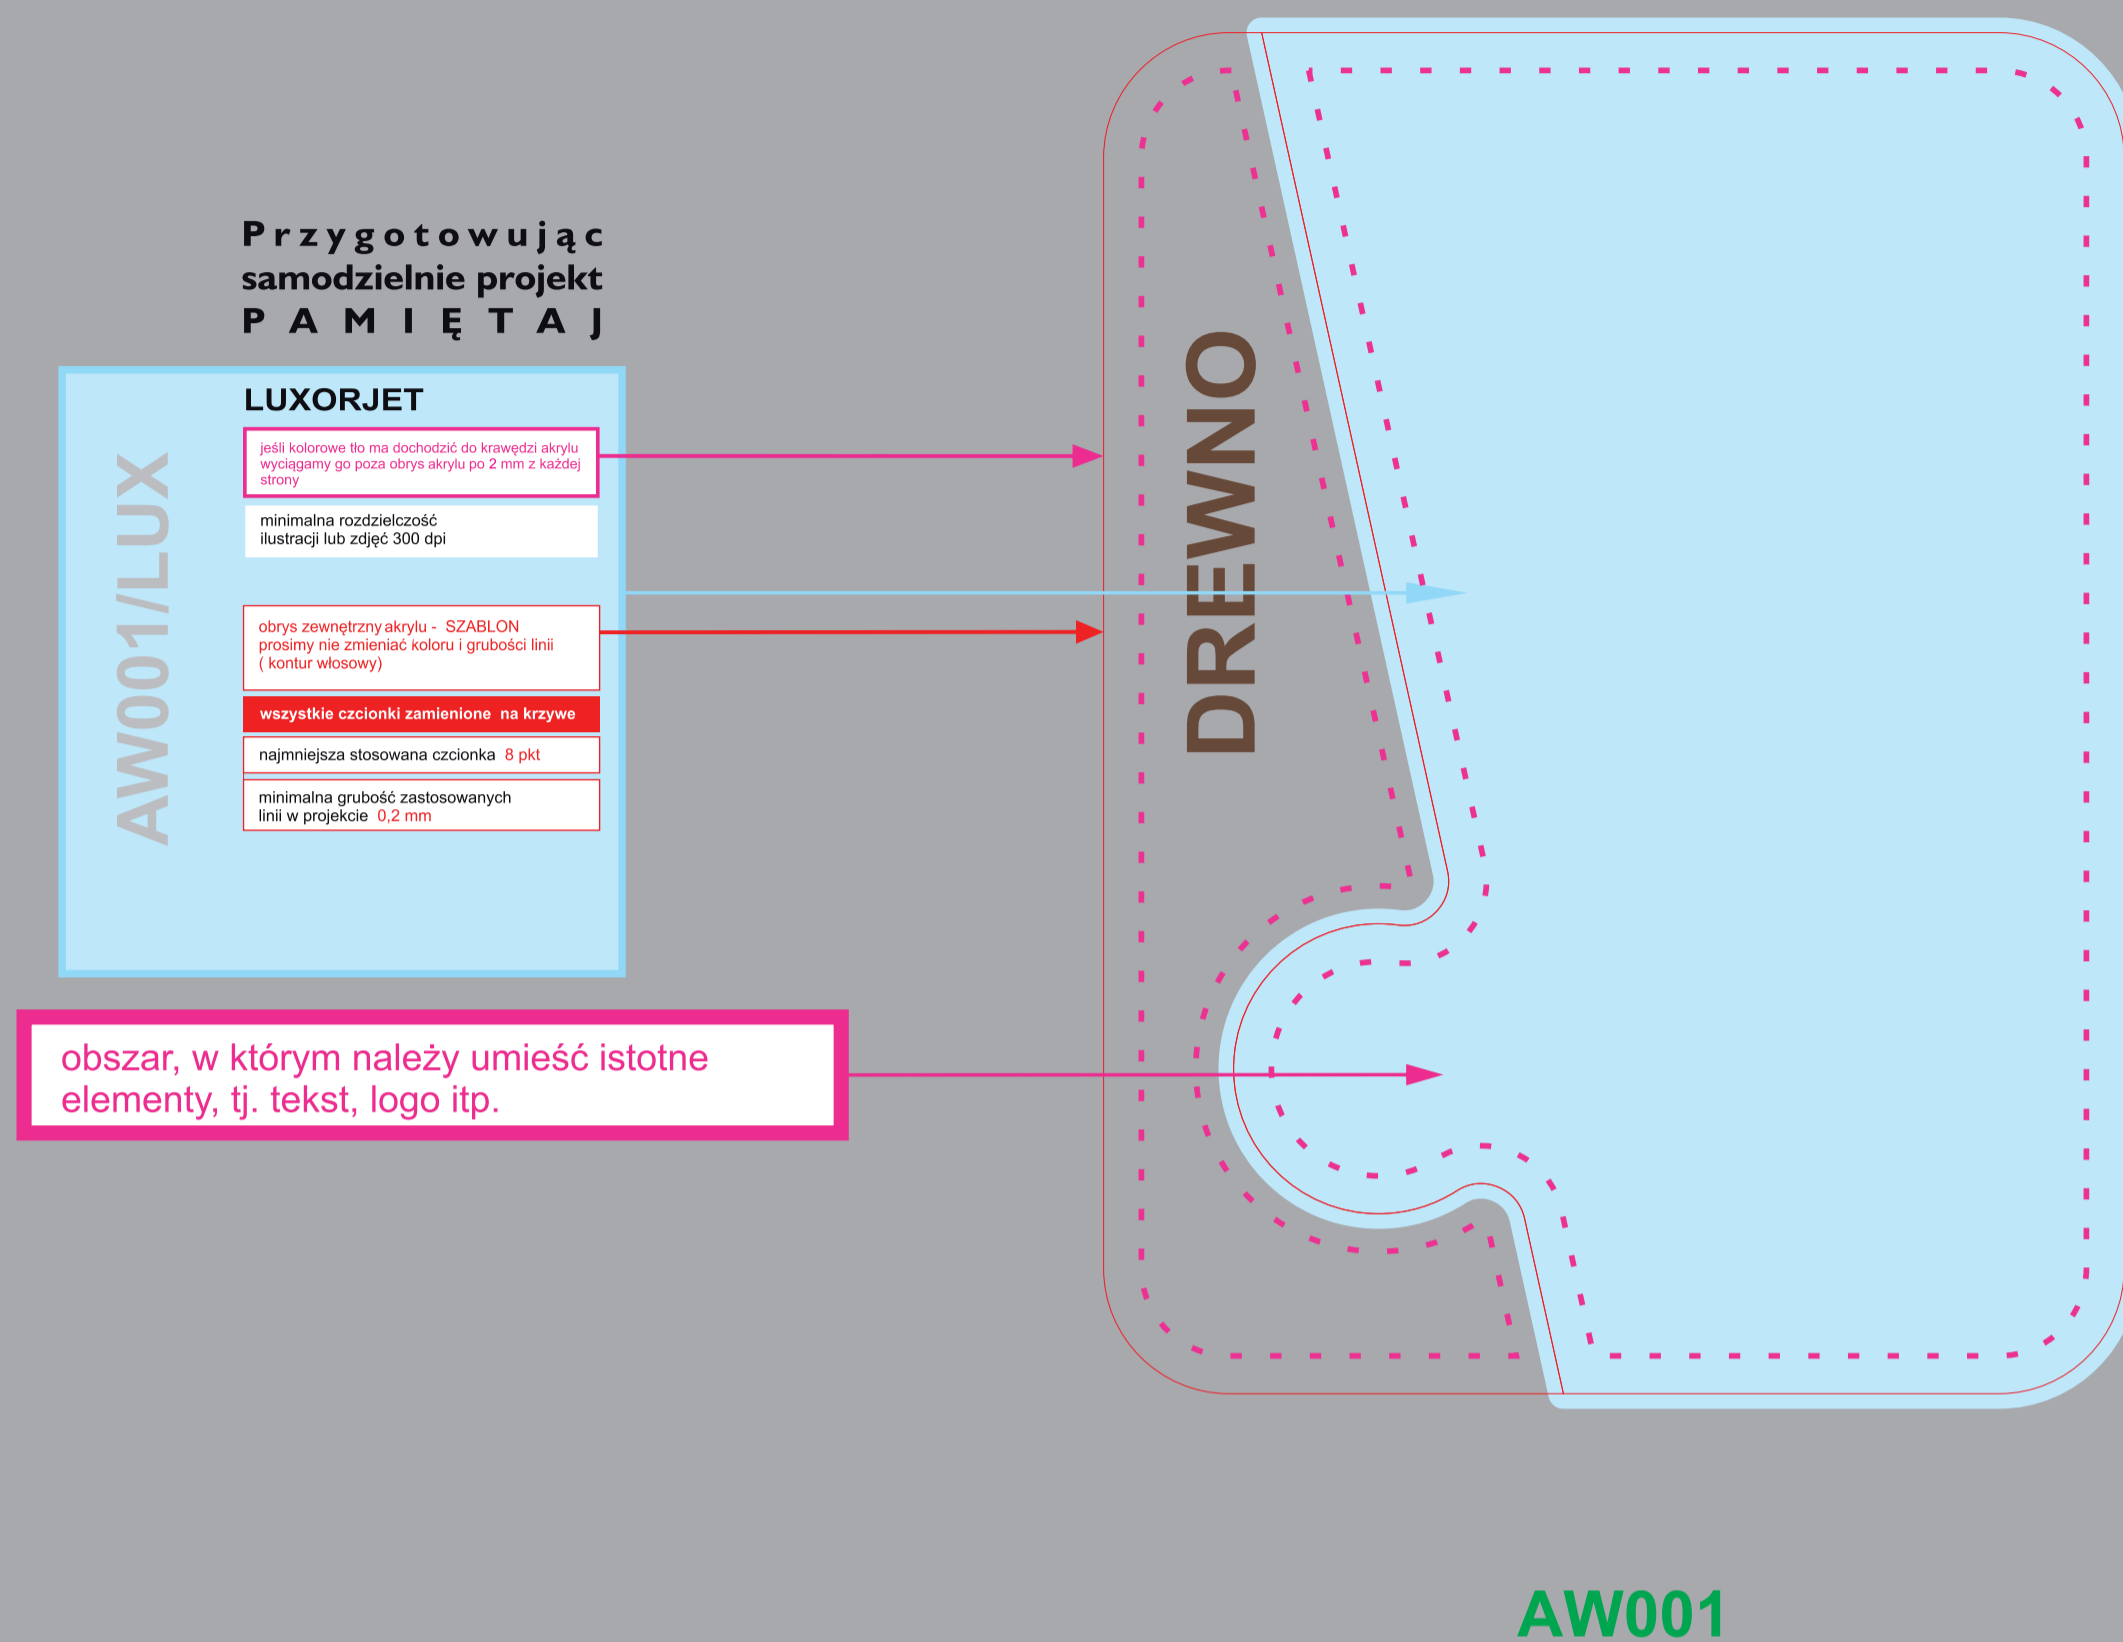 Przygotowując
samodzielnie projekt
PAMIĘTAJ
LUXORJET
jeśli kolorowe tło ma dochodzić do krawędzi akrylu
wyciągamy go poza obrys akrylu po 2 mm z każdej
strony
minimalna rozdzielczość
ilustracji lub zdjęć 300 dpi
obrys zewnętrzny akrylu - SZABLON
prosimy nie zmieniać koloru i grubości linii
( kontur włosowy)
wszystkie czcionki zamienione na krzywe
najmniejsza stosowana czcionka 8 pkt
minimalna grubość zastosowanych
linii w projekcie 0,2 mm
AW001/LUX
obszar, w którym należy umieść istotne
elementy, tj. tekst, logo itp.
DREWNO
AW001